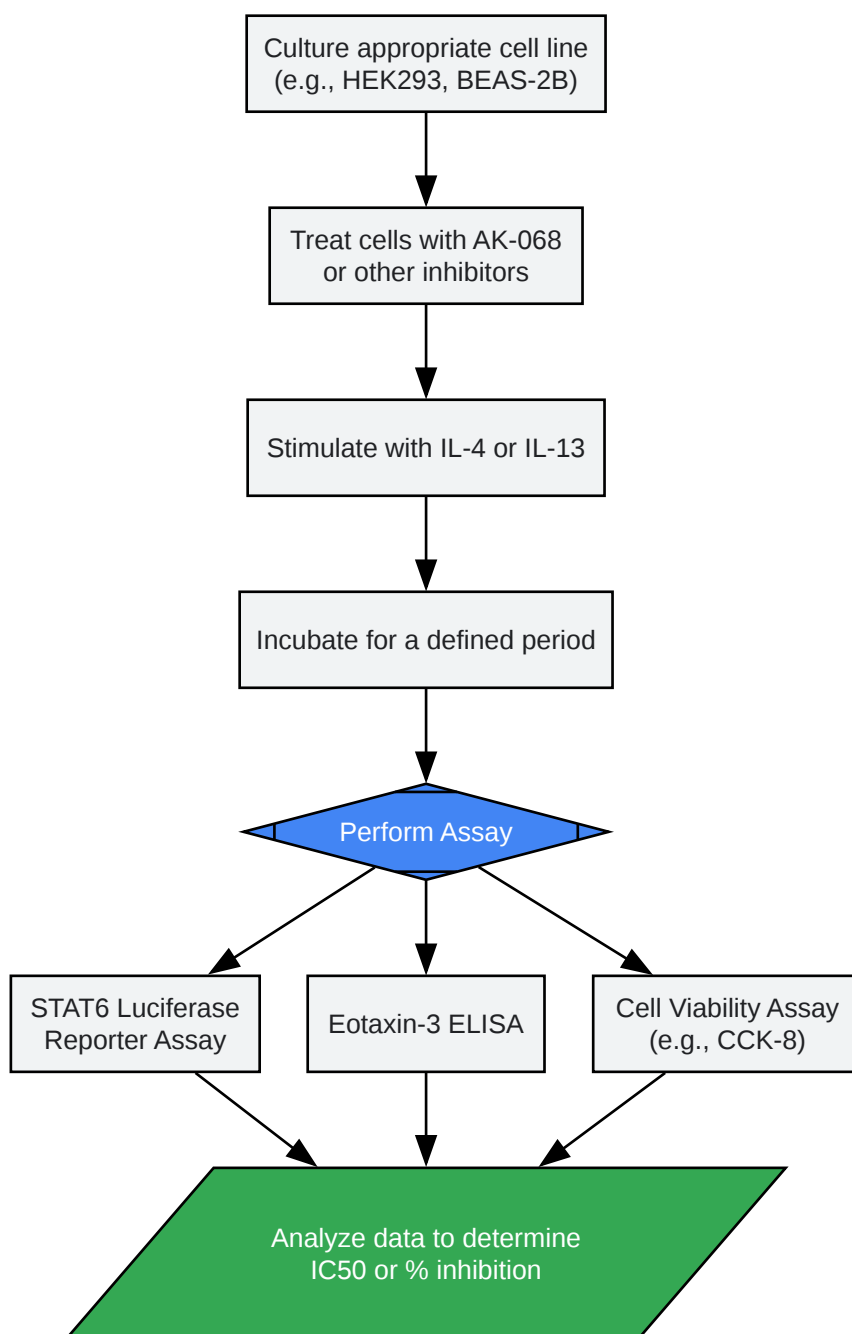 Culture appropriate cell line
(e.g., HEK293, BEAS-2B)
Treat cells with AK-068
or other inhibitors
Stimulate with IL-4 or IL-13
Incubate for a defined period
Perform Assay
STAT6 Luciferase
Reporter Assay
Eotaxin-3 ELISA
Cell Viability Assay
(e.g., CCK-8)
Analyze data to determine
IC50 or % inhibition